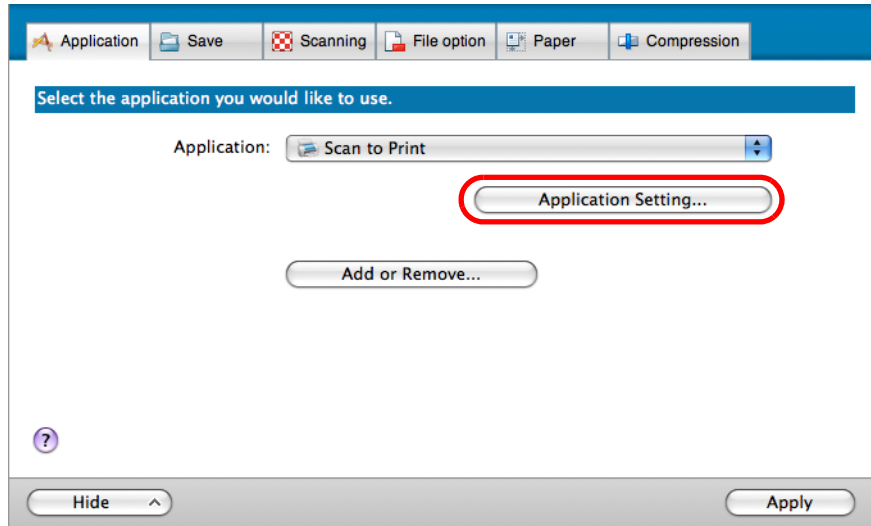 Application Save Scanning File option Paper Compression
Select the application you would like to use.
Application: Scan to Print
Application Setting...
Add or Remove...
?
Hide Apply